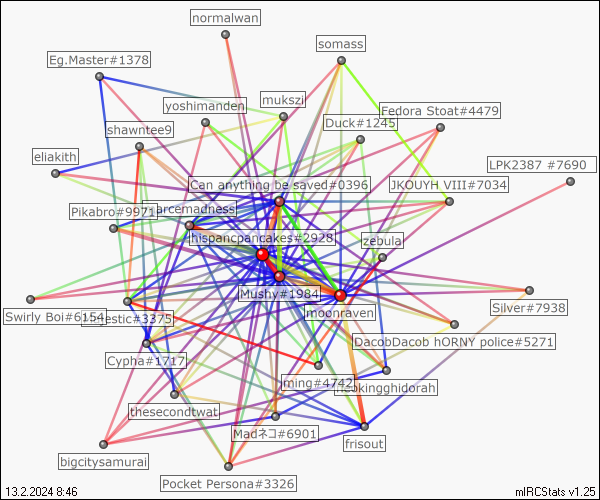 normalwan
somass
Eg.Master#1378
yoshimanden
mukszi
Fedora Stoat#4479
Duck#1245
shawntee9
eliakith
LPK2387 #7690
Can anything be saved#0396
JKOUYH VIII#7034
Pikabro#9971
arcemadness
hispancpancakes#2928
zebula
Mushy#1984
Swirly Boi#6154
estic#3375
moonraven
Silver#7938
DacobDacob hORNY police#5271
Cypha#1717
ming#4742
okingghidorah
thesecondtwat
Madネコ#6901
frisout
bigcitysamurai
Pocket Persona#3326
13.2.2024 8:46
mIRCStats v1.25